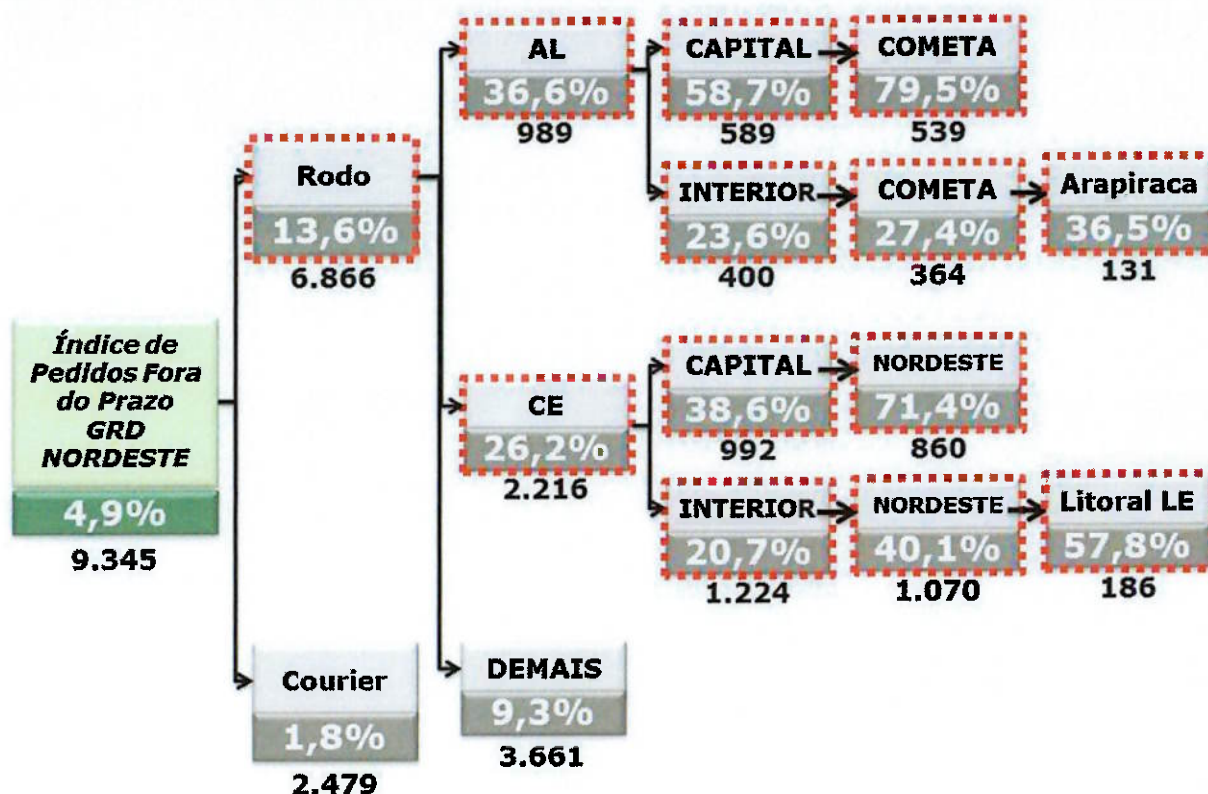 AL
36,6%
989
CAPITAL
58,7%
589
COMETA
79,5%
539
Rodo
13,6%
6.866
INTERIOR
23,6%
400
COMETA
27,4%
364
Arapiraca
36,5%
131
Índice de
Pedidos Fora
do Prazo
GRD
NORDESTE
4,9%
9.345
CE
26,2%
2.216
CAPITAL
38,6%
992
NORDESTE
71,4%
860
INTERIOR
20,7%
1.224
NORDESTE
40,1%
1.070
Litoral LE
57,8%
186
Courier
1,8%
2.479
DEMAIS
9,3%
3.661